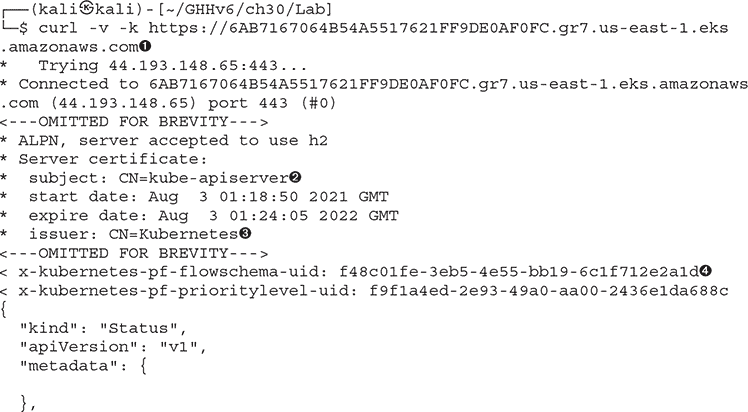 ┌──(kali㉿kali)-[~/GHHv6/ch30/Lab]
└─$ curl -v -k https://6AB7167064B54A5517621FF9DE0AF0FC.gr7.us-east-1.eks
.amazonaws.com❶
*   Trying 44.193.148.65:443...
* Connected to 6AB7167064B54A5517621FF9DE0AF0FC.gr7.us-east-1.eks.amazonaws
.com (44.193.148.65) port 443 (#0)
<---OMITTED FOR BREVITY--->
* ALPN, server accepted to use h2
* Server certificate:
*  subject: CN=kube-apiserver❷
*  start date: Aug  3 01:18:50 2021 GMT
*  expire date: Aug  3 01:24:05 2022 GMT
*  issuer: CN=Kubernetes❸
<---OMITTED FOR BREVITY--->
< x-kubernetes-pf-flowschema-uid: f48c01fe-3eb5-4e55-bb19-6c1f712e2a1d❹
< x-kubernetes-pf-prioritylevel-uid: f9f1a4ed-2e93-49a0-aa00-2436e1da688c
{
  "kind": "Status",
  "apiVersion": "v1",
  "metadata": {

  },